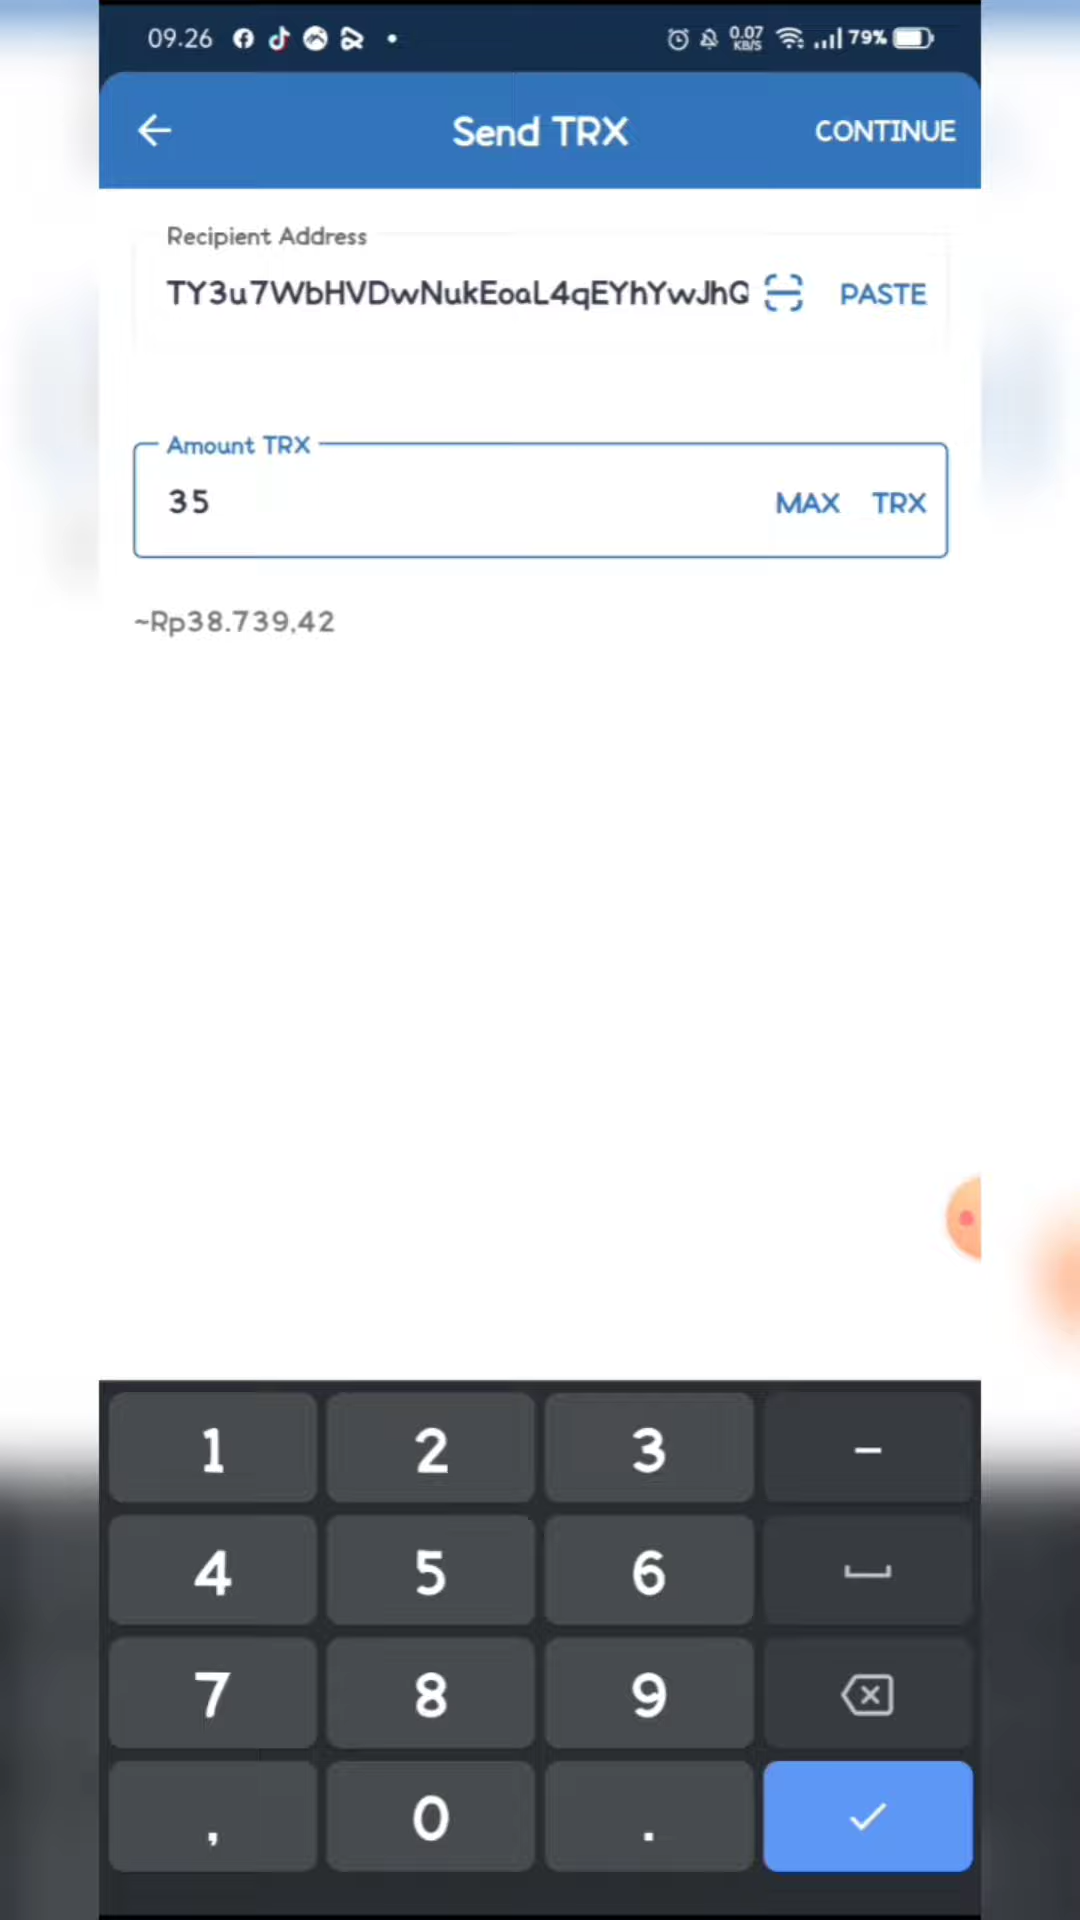 09.26
0.07 KB/S
79%
Send TRX
CONTINUE
Recipient Address
TY3u7WbHVDwNukEoaL4qEYhYwJhQ
PASTE
Amount TRX
35
MAX
TRX
~Rp38.739,42
1 2 3 –
4 5 6
7 8 9
, 0 .